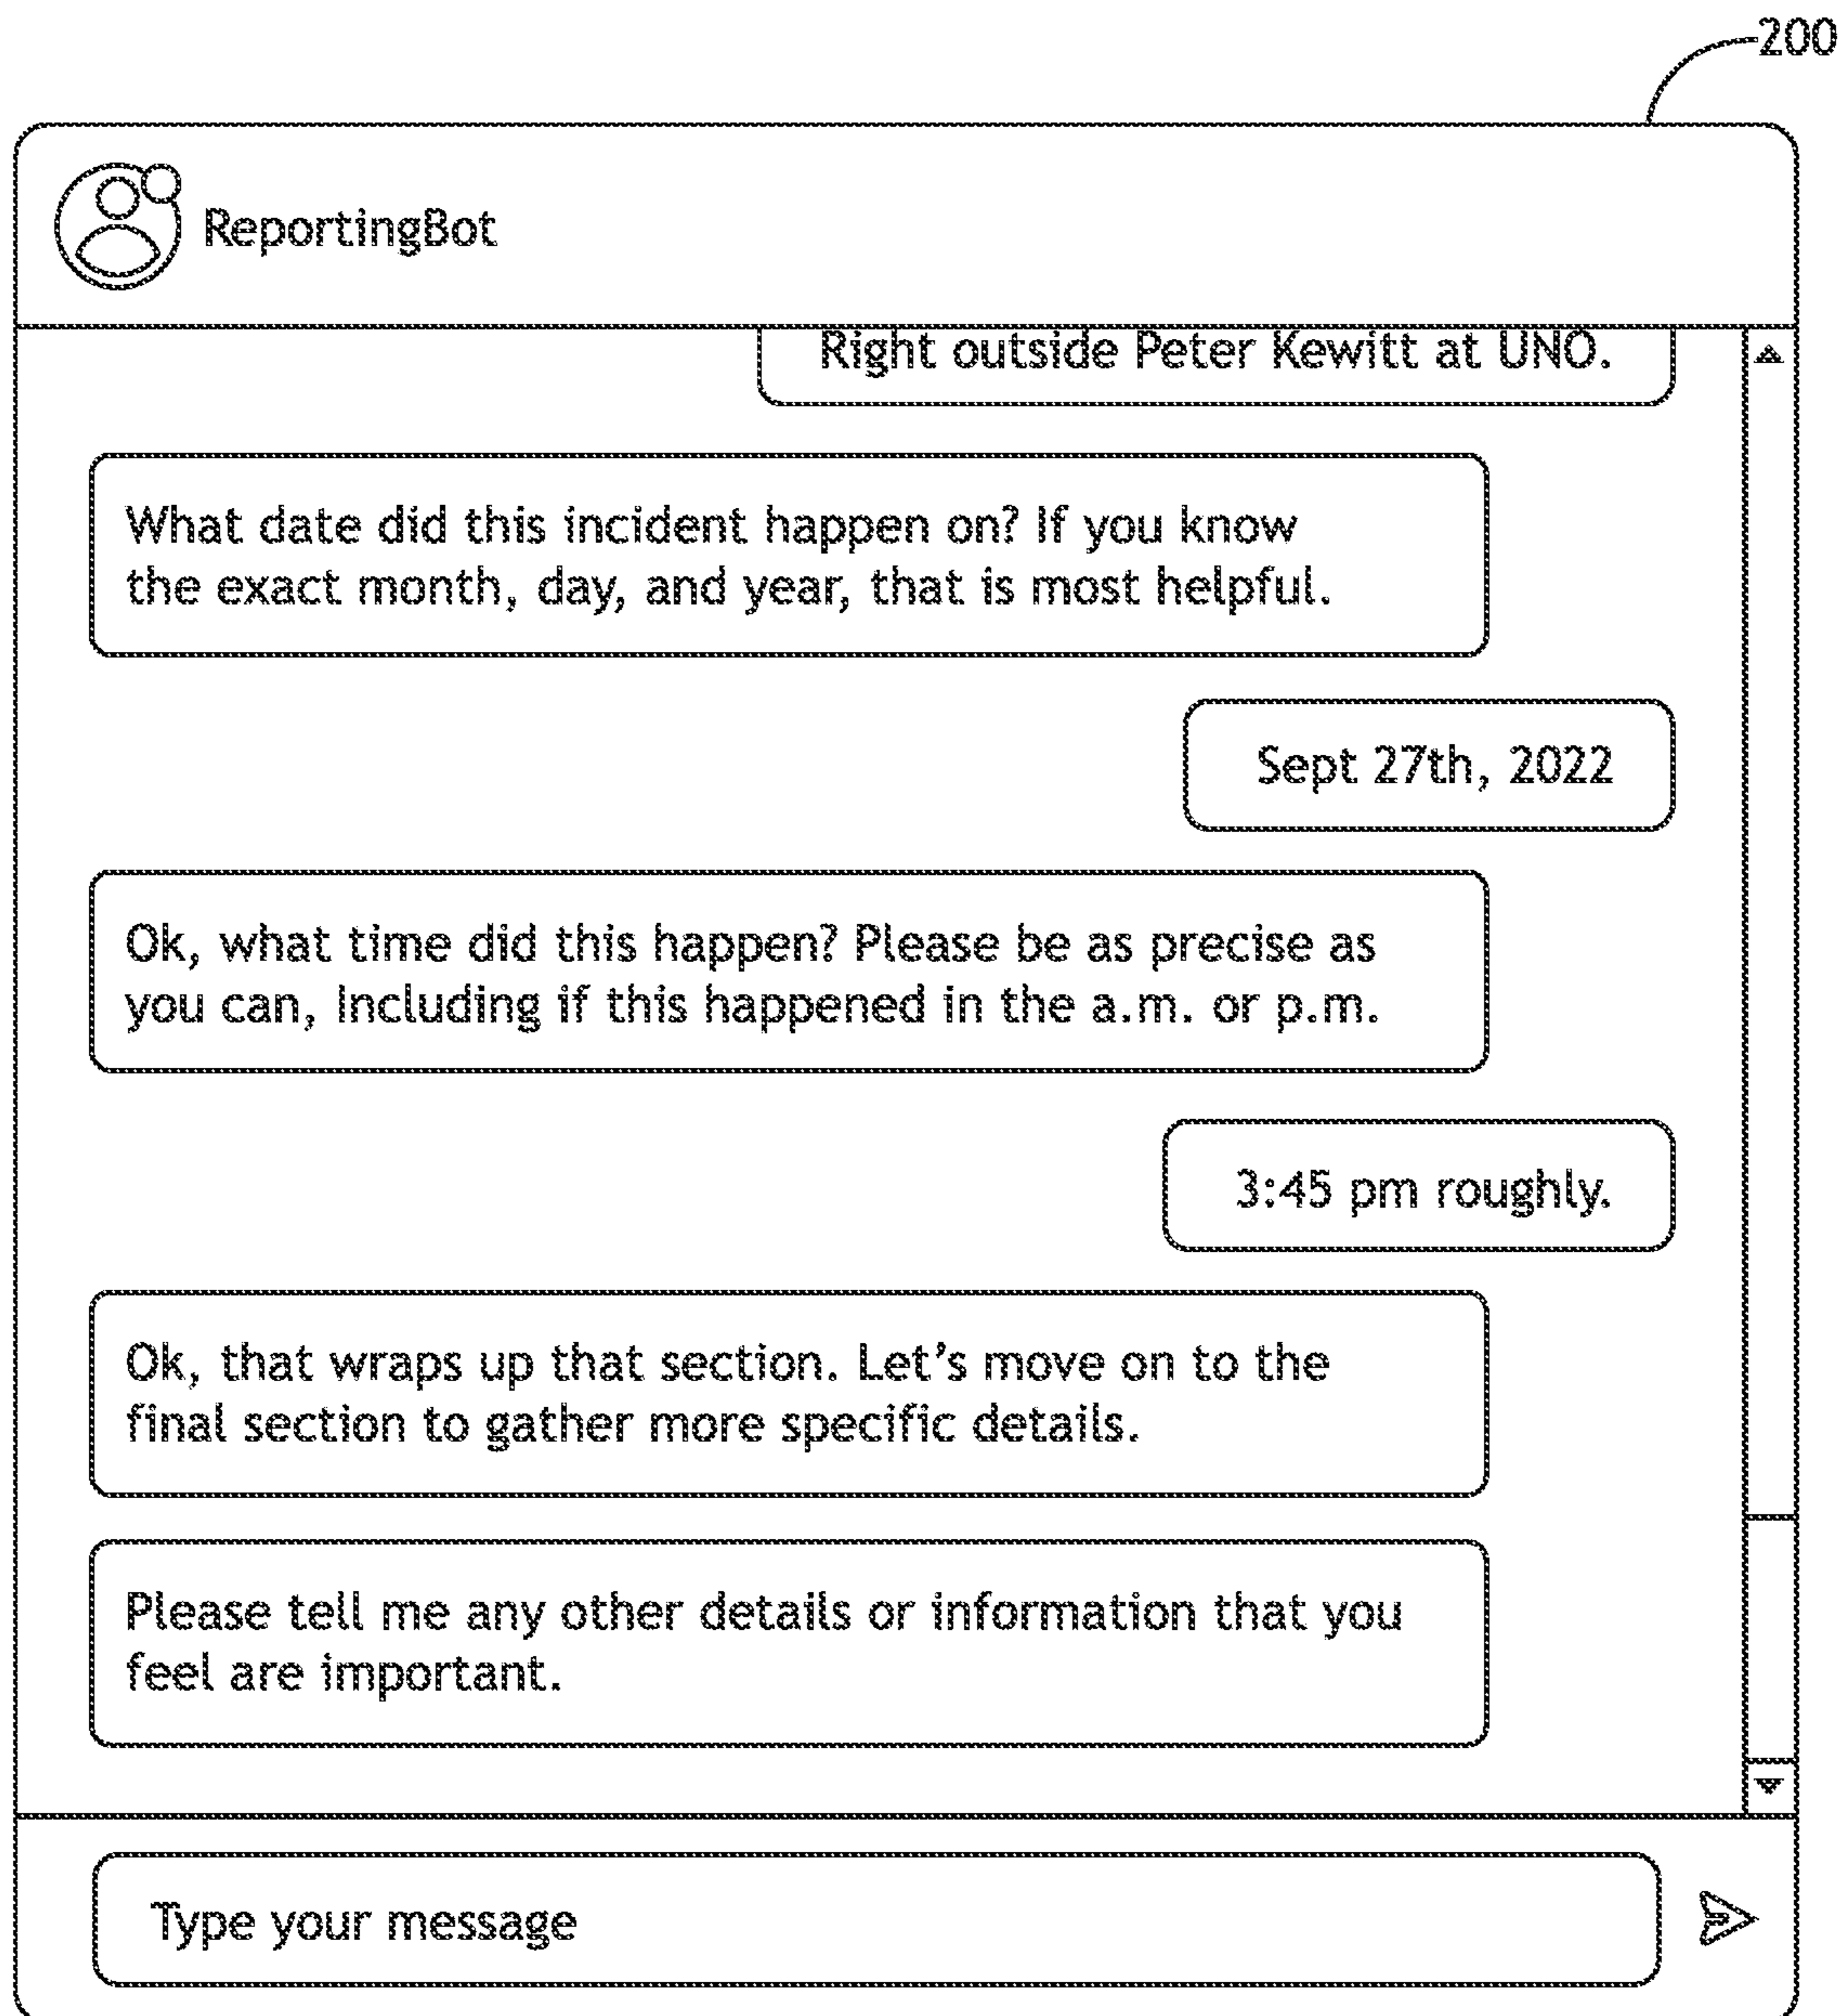 200
ReportingBot
Right outside Peter Kewitt at UNO.
What date did this incident happen on? If you know
the exact month, day, and year, that is most helpful.
Sept 27th, 2022
Ok, what time did this happen? Please be as precise as
you can, Including if this happened in the a.m. or p.m.
3:45 pm roughly.
Ok, that wraps up that section. Let's move on to the
final section to gather more specific details.
Please tell me any other details or information that you
feel are important.
Type your message